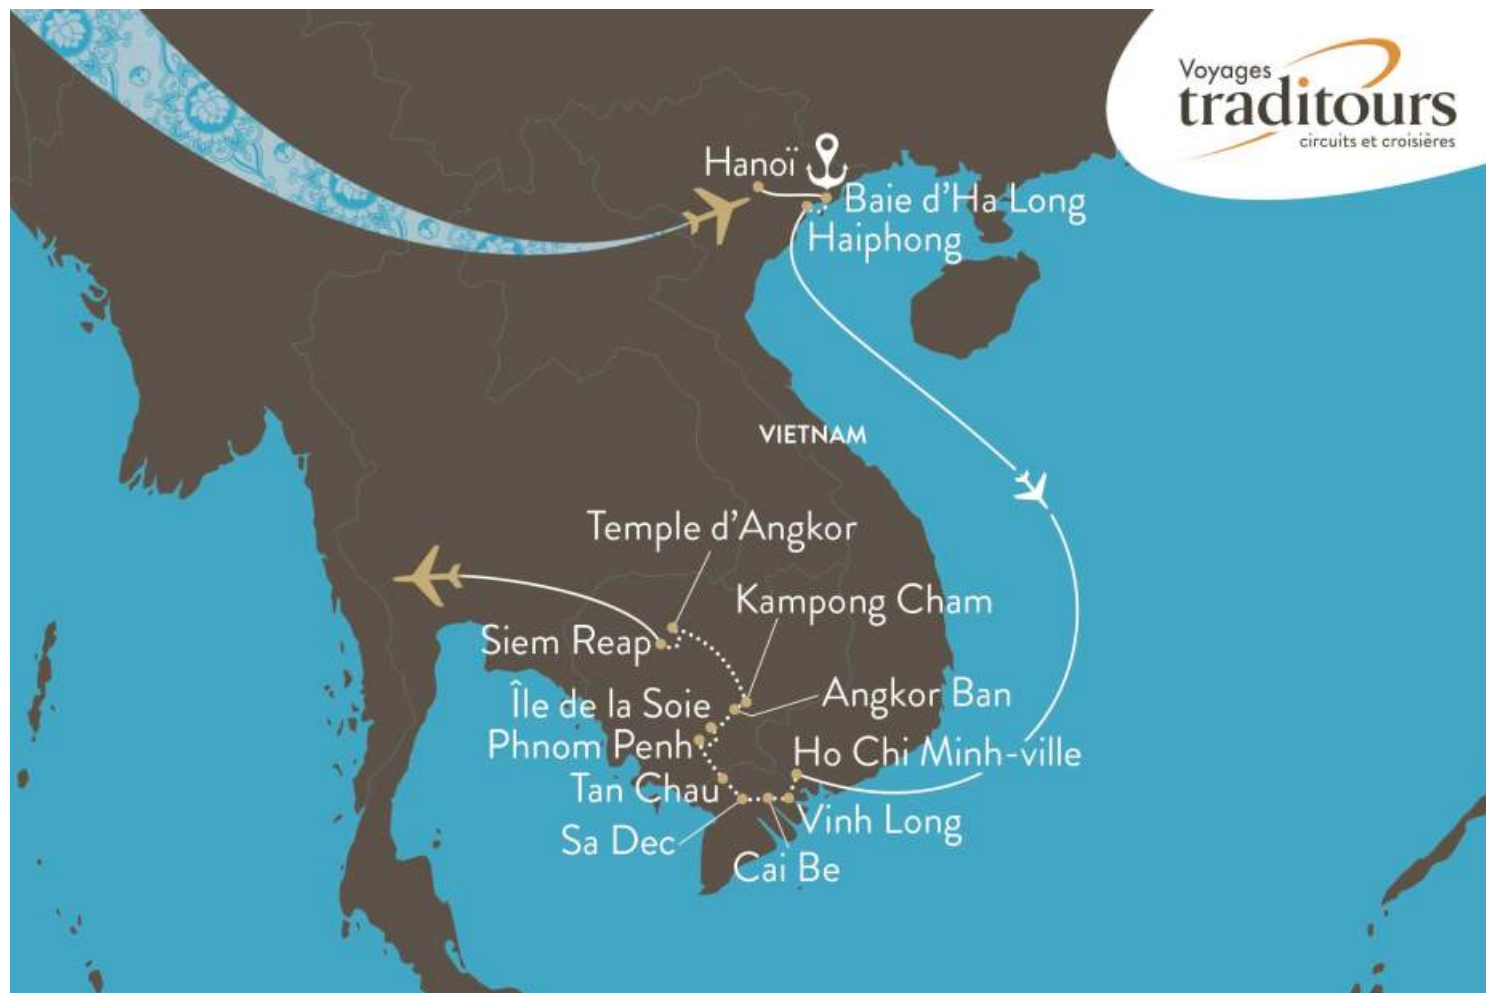 Voyages
traditours
circuits et croisières
Hanoï
Baie d'Ha Long
Haiphong
VIETNAM
Temple d'Angkor
Kampong Cham
Siem Reap
Île de la Soie
Angkor Ban
Phnom Penh
Ho Chi Minh-ville
Tan Chau
Vinh Long
Sa Dec
Cai Be